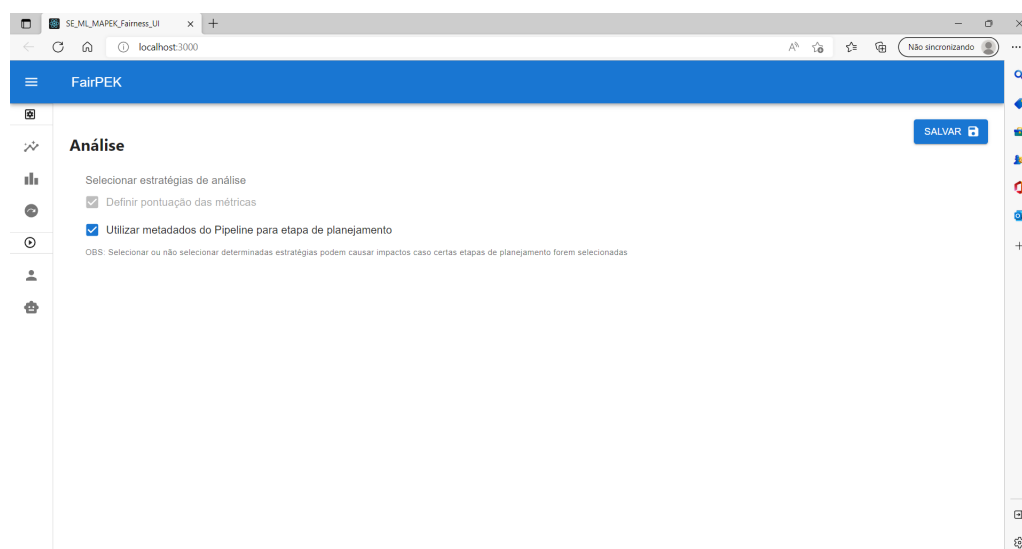 SE_ML_MAPEK_Fairness_UI
localhost:3000
Não sincronizando
FairPEK
SALVAR
Análise
Selecionar estratégias de análise
Definir pontuação das métricas
Utilizar metadados do Pipeline para etapa de planejamento
OBS: Selecionar ou não selecionar determinadas estratégias podem causar impactos caso certas etapas de planejamento forem selecionadas